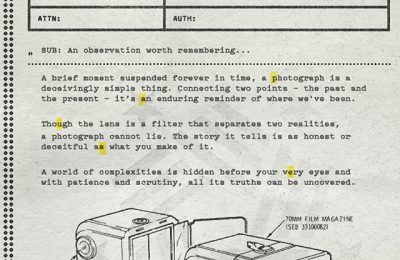 ATTN: AUTH:
„ SUB: An observation worth remembering...
A brief moment suspended forever in time, a photograph is a
deceivingly simple thing. Connecting two points – the past and
the present – it's an enduring reminder of where we've been.
Though the lens is a filter that separates two realities,
a photograph cannot lie. The story it tells is as honest or
deceitful as what you make of it.
A world of complexities is hidden before your very eyes and
with patience and scrutiny, all its truths can be uncovered.
70MM FILM MAGAZINE
(SEB 33100082)